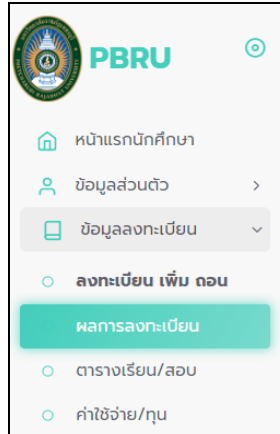 PBRU
หน้าแรกนักศึกษา
ข้อมูลส่วนตัว
ข้อมูลลงทะเบียน
ลงทะเบียน เพิ่ม ถอน
ผลการลงทะเบียน
ตารางเรียน/สอบ
ค่าใช้จ่าย/ทุน